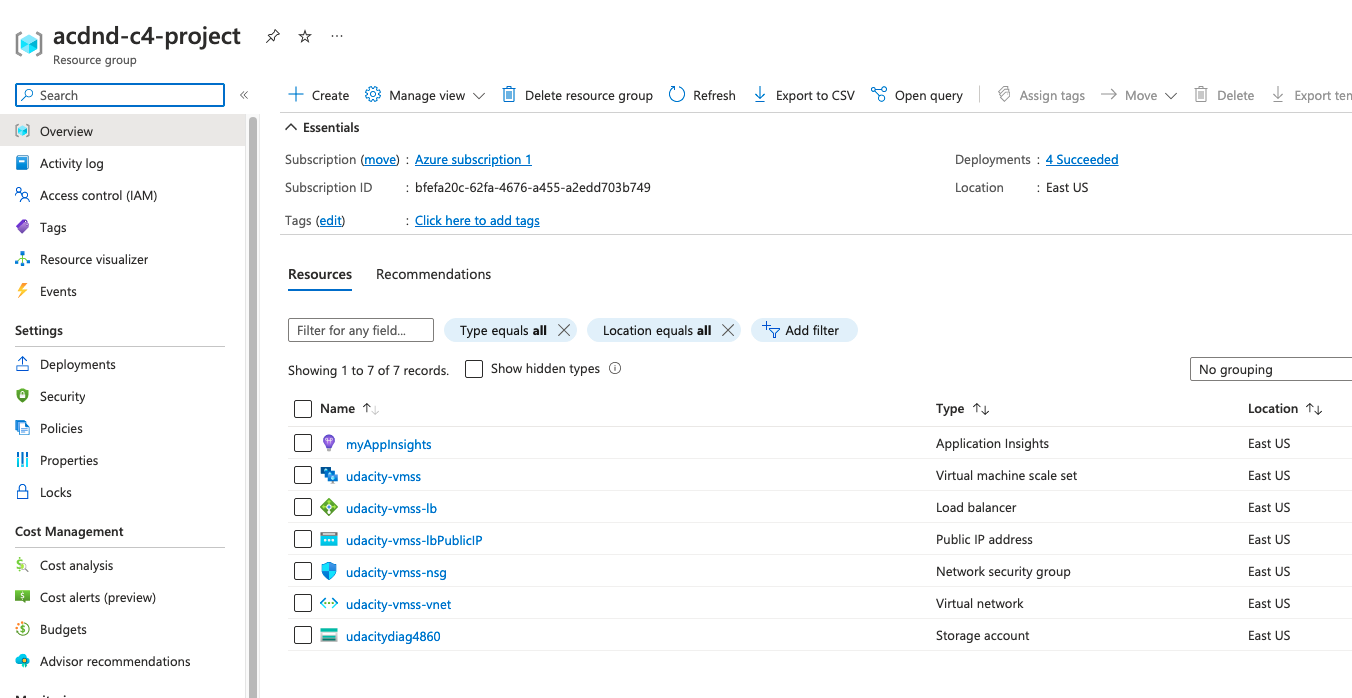 acdnd-c4-project
Resource group
Search
Overview
Activity log
Access control (IAM)
Tags
Resource visualizer
Events
Settings
Deployments
Security
Policies
Properties
Locks
Cost Management
Cost analysis
Cost alerts (preview)
Budgets
Advisor recommendations
Create Manage view Delete resource group Refresh Export to CSV Open query Assign tags Move Delete Export
Essentials
Subscription (move) : Azure subscription 1 Deployments : 4 Succeeded
Subscription ID : bfefa20c-62fa-4676-a455-a2edd703b749 Location : East US
Tags (edit) : Click here to add tags
Resources Recommendations
Filter for any field... Type equals all Location equals all Add filter
Showing 1 to 7 of 7 records. Show hidden types No grouping
Name Type Location
myAppInsights Application Insights East US
udacity-vmss Virtual machine scale set East US
udacity-vmss-lb Load balancer East US
udacity-vmss-lbPublicIP Public IP address East US
udacity-vmss-nsg Network security group East US
udacity-vmss-vnet Virtual network East US
udacitydiag4860 Storage account East US